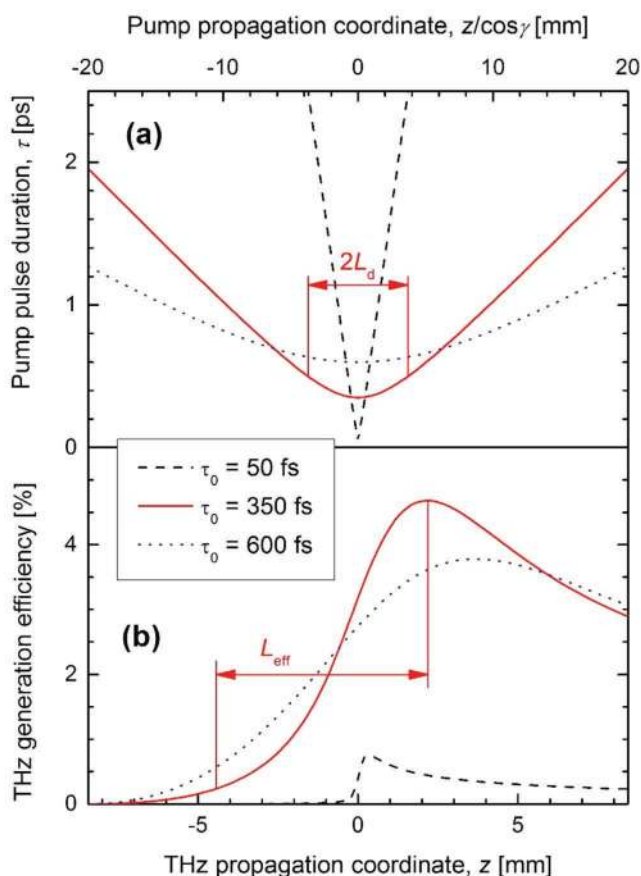 Pump propagation coordinate, z/cosγ [mm]
-20 -10 0 10 20
Pump pulse duration, τ [ps]
(a)
2
1
0
2L_d
τ₀ = 50 fs
τ₀ = 350 fs
τ₀ = 600 fs
THz generation efficiency [%]
(b)
4
2
0
L_eff
-5 0 5
THz propagation coordinate, z [mm]